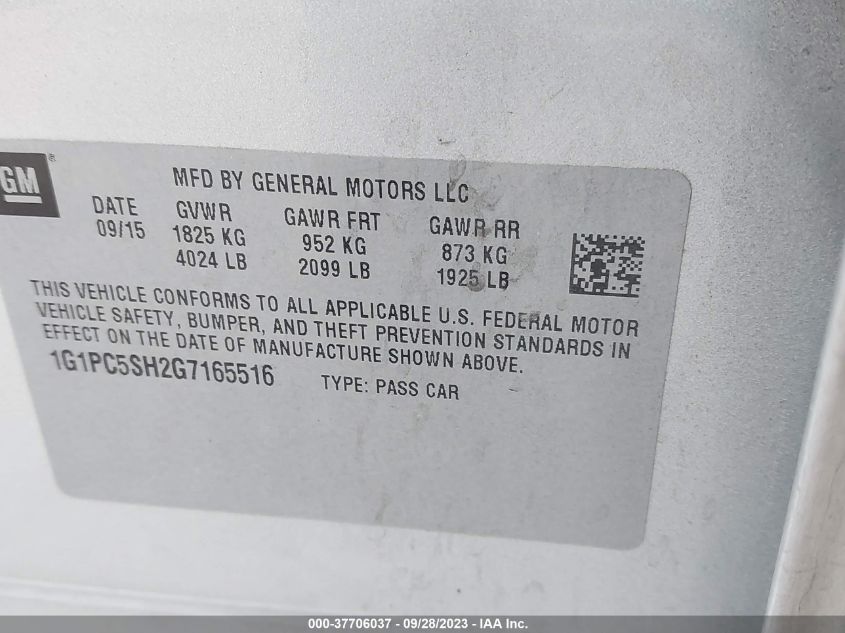 GM®
MFD BY GENERAL MOTORS LLC
DATE GVWR GAWR FRT GAWR RR
09/15 1825 KG 952 KG 873 KG
4024 LB 2099 LB 1925 LB
THIS VEHICLE CONFORMS TO ALL APPLICABLE U.S. FEDERAL MOTOR
VEHICLE SAFETY, BUMPER, AND THEFT PREVENTION STANDARDS IN
EFFECT ON THE DATE OF MANUFACTURE SHOWN ABOVE.
1G1PC5SH2G7165516 TYPE: PASS CAR
000-37706037 - 09/28/2023 - IAA Inc.